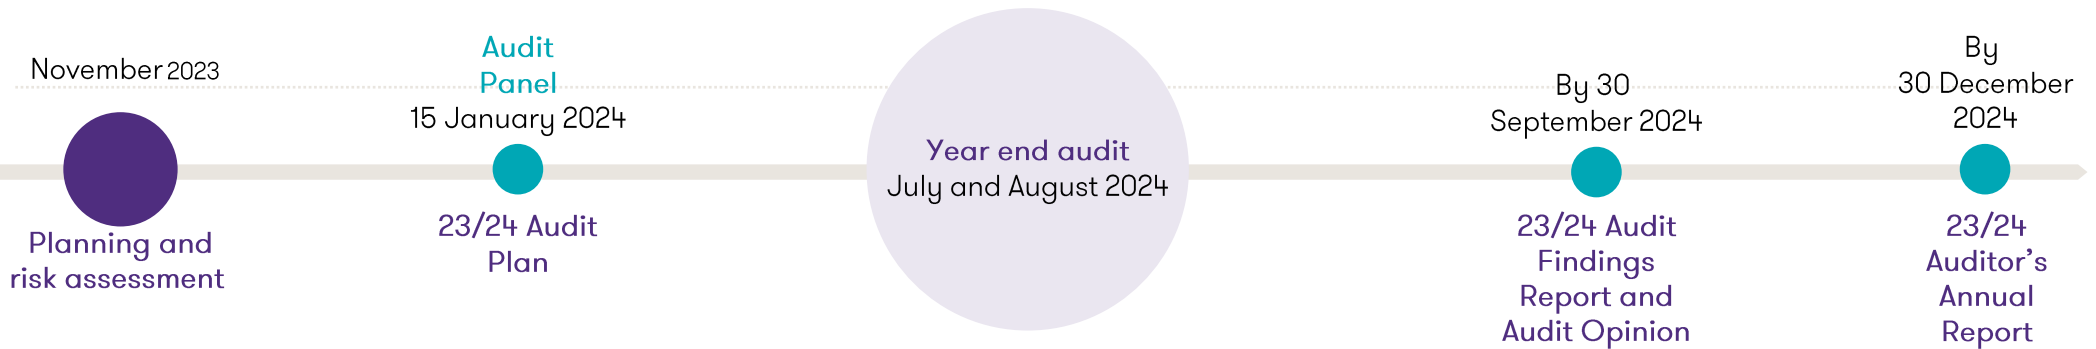 November 2023
Planning and
risk assessment
Audit
Panel
15 January 2024
23/24 Audit
Plan
Year end audit
July and August 2024
By 30
September 2024
23/24 Audit
Findings
Report and
Audit Opinion
By
30 December
2024
23/24
Auditor’s
Annual
Report